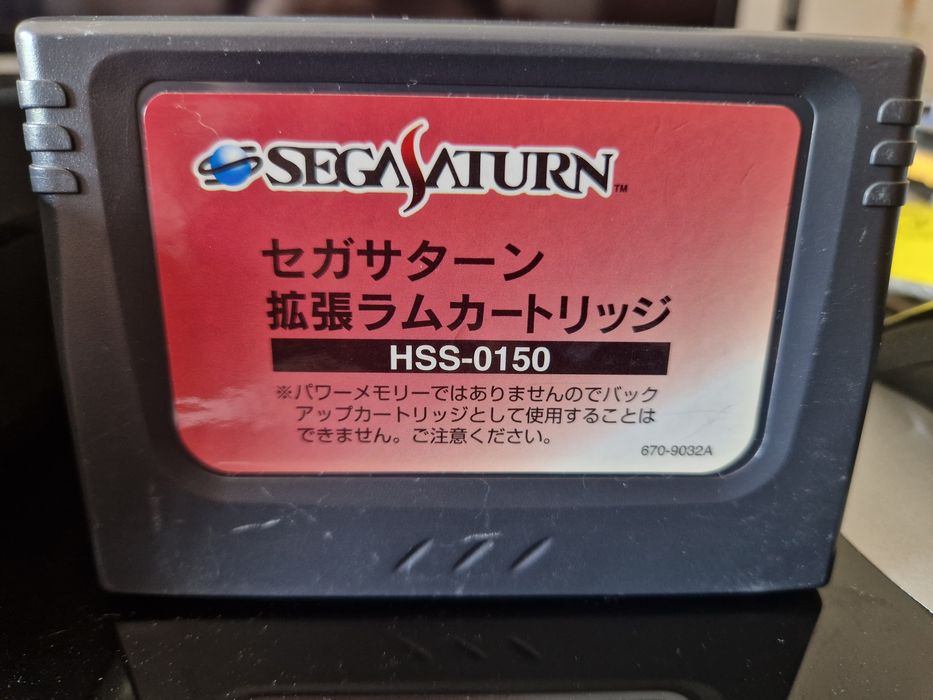 SEGA SATURN™
セガサターン
拡張ラムカートリッジ
HSS-0150
※パワーメモリーではありませんのでバック
アップカートリッジとして使用することは
できません。ご注意ください。
670-9032A